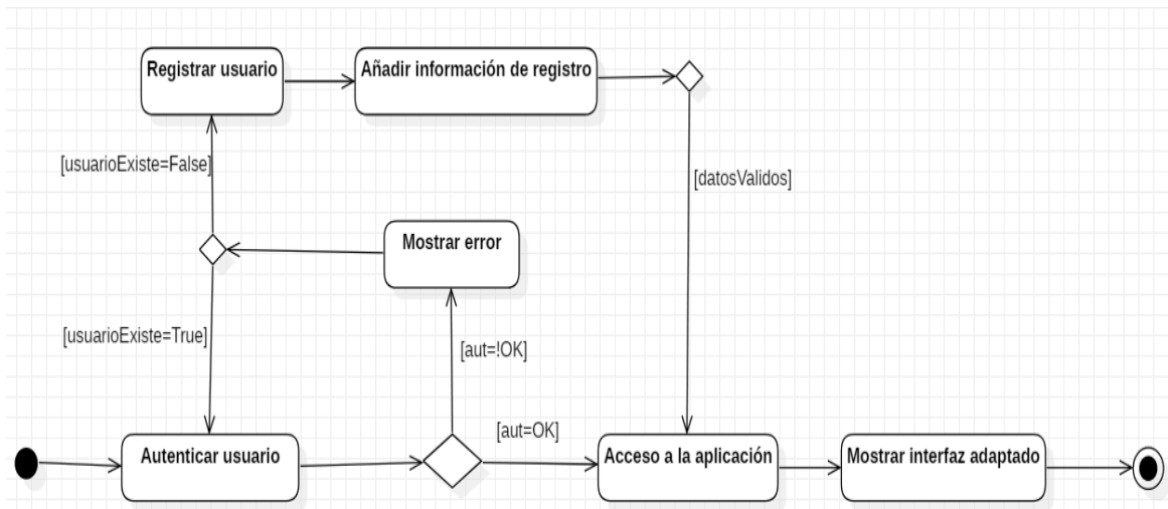 Registrar usuario
Añadir información de registro
[usuarioExiste=False]
[datosValidos]
Mostrar error
[usuarioExiste=True]
[aut=!OK]
[aut=OK]
Autenticar usuario
Acceso a la aplicación
Mostrar interfaz adaptado